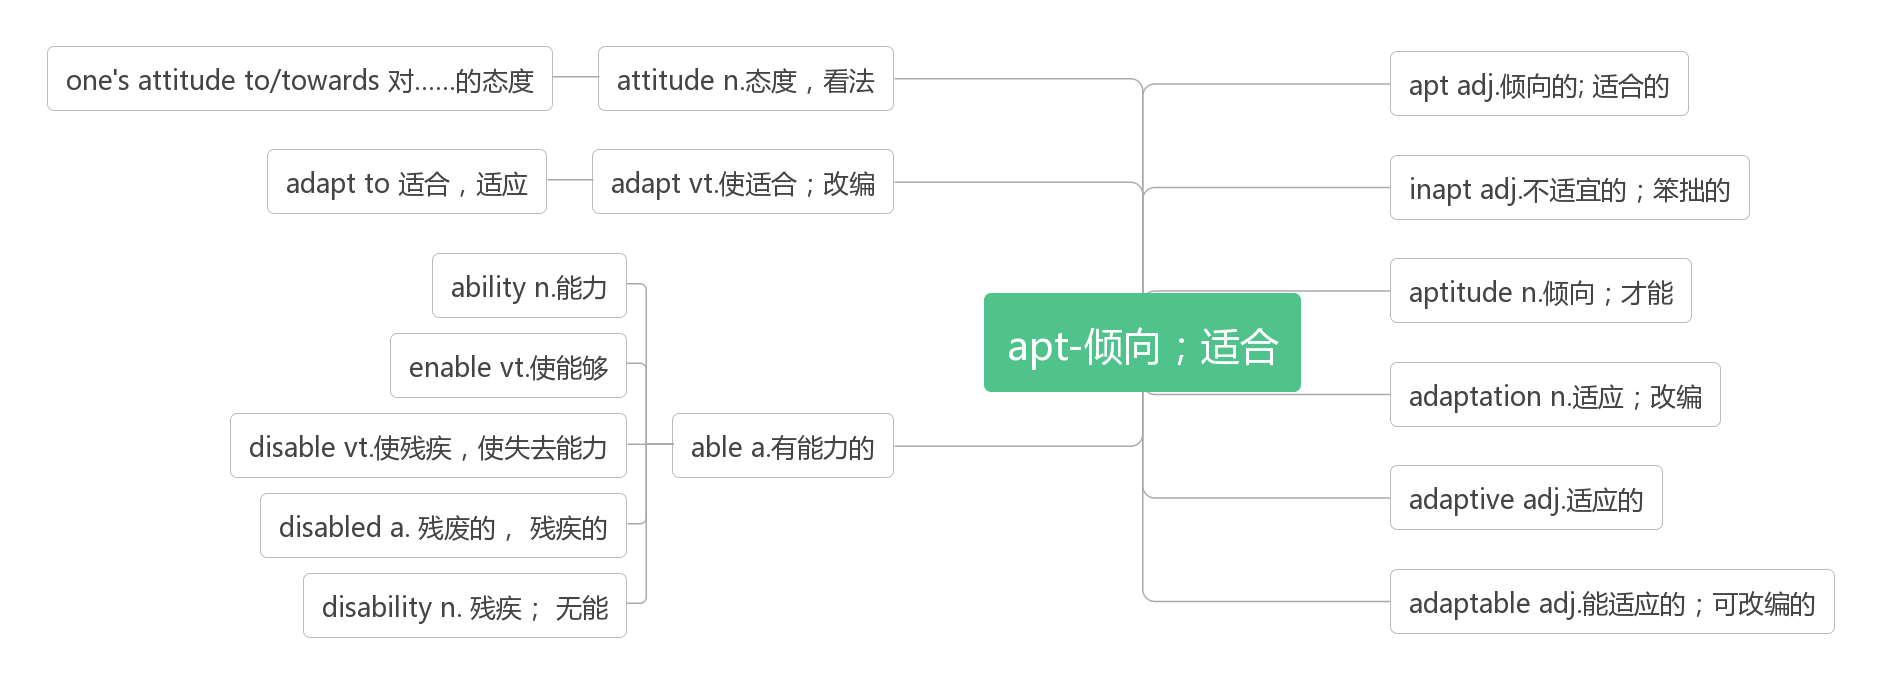 one's attitude to/towards 对……的态度
attitude n.态度，看法
adapt to 适合，适应
adapt vt.使适合；改编
ability n.能力
enable vt.使能够
disable vt.使残疾，使失去能力
disabled a. 残废的， 残疾的
disability n. 残疾； 无能
able a.有能力的
apt-倾向；适合
apt adj.倾向的; 适合的
inapt adj.不适宜的；笨拙的
aptitude n.倾向；才能
adaptation n.适应；改编
adaptive adj.适应的
adaptable adj.能适应的；可改编的